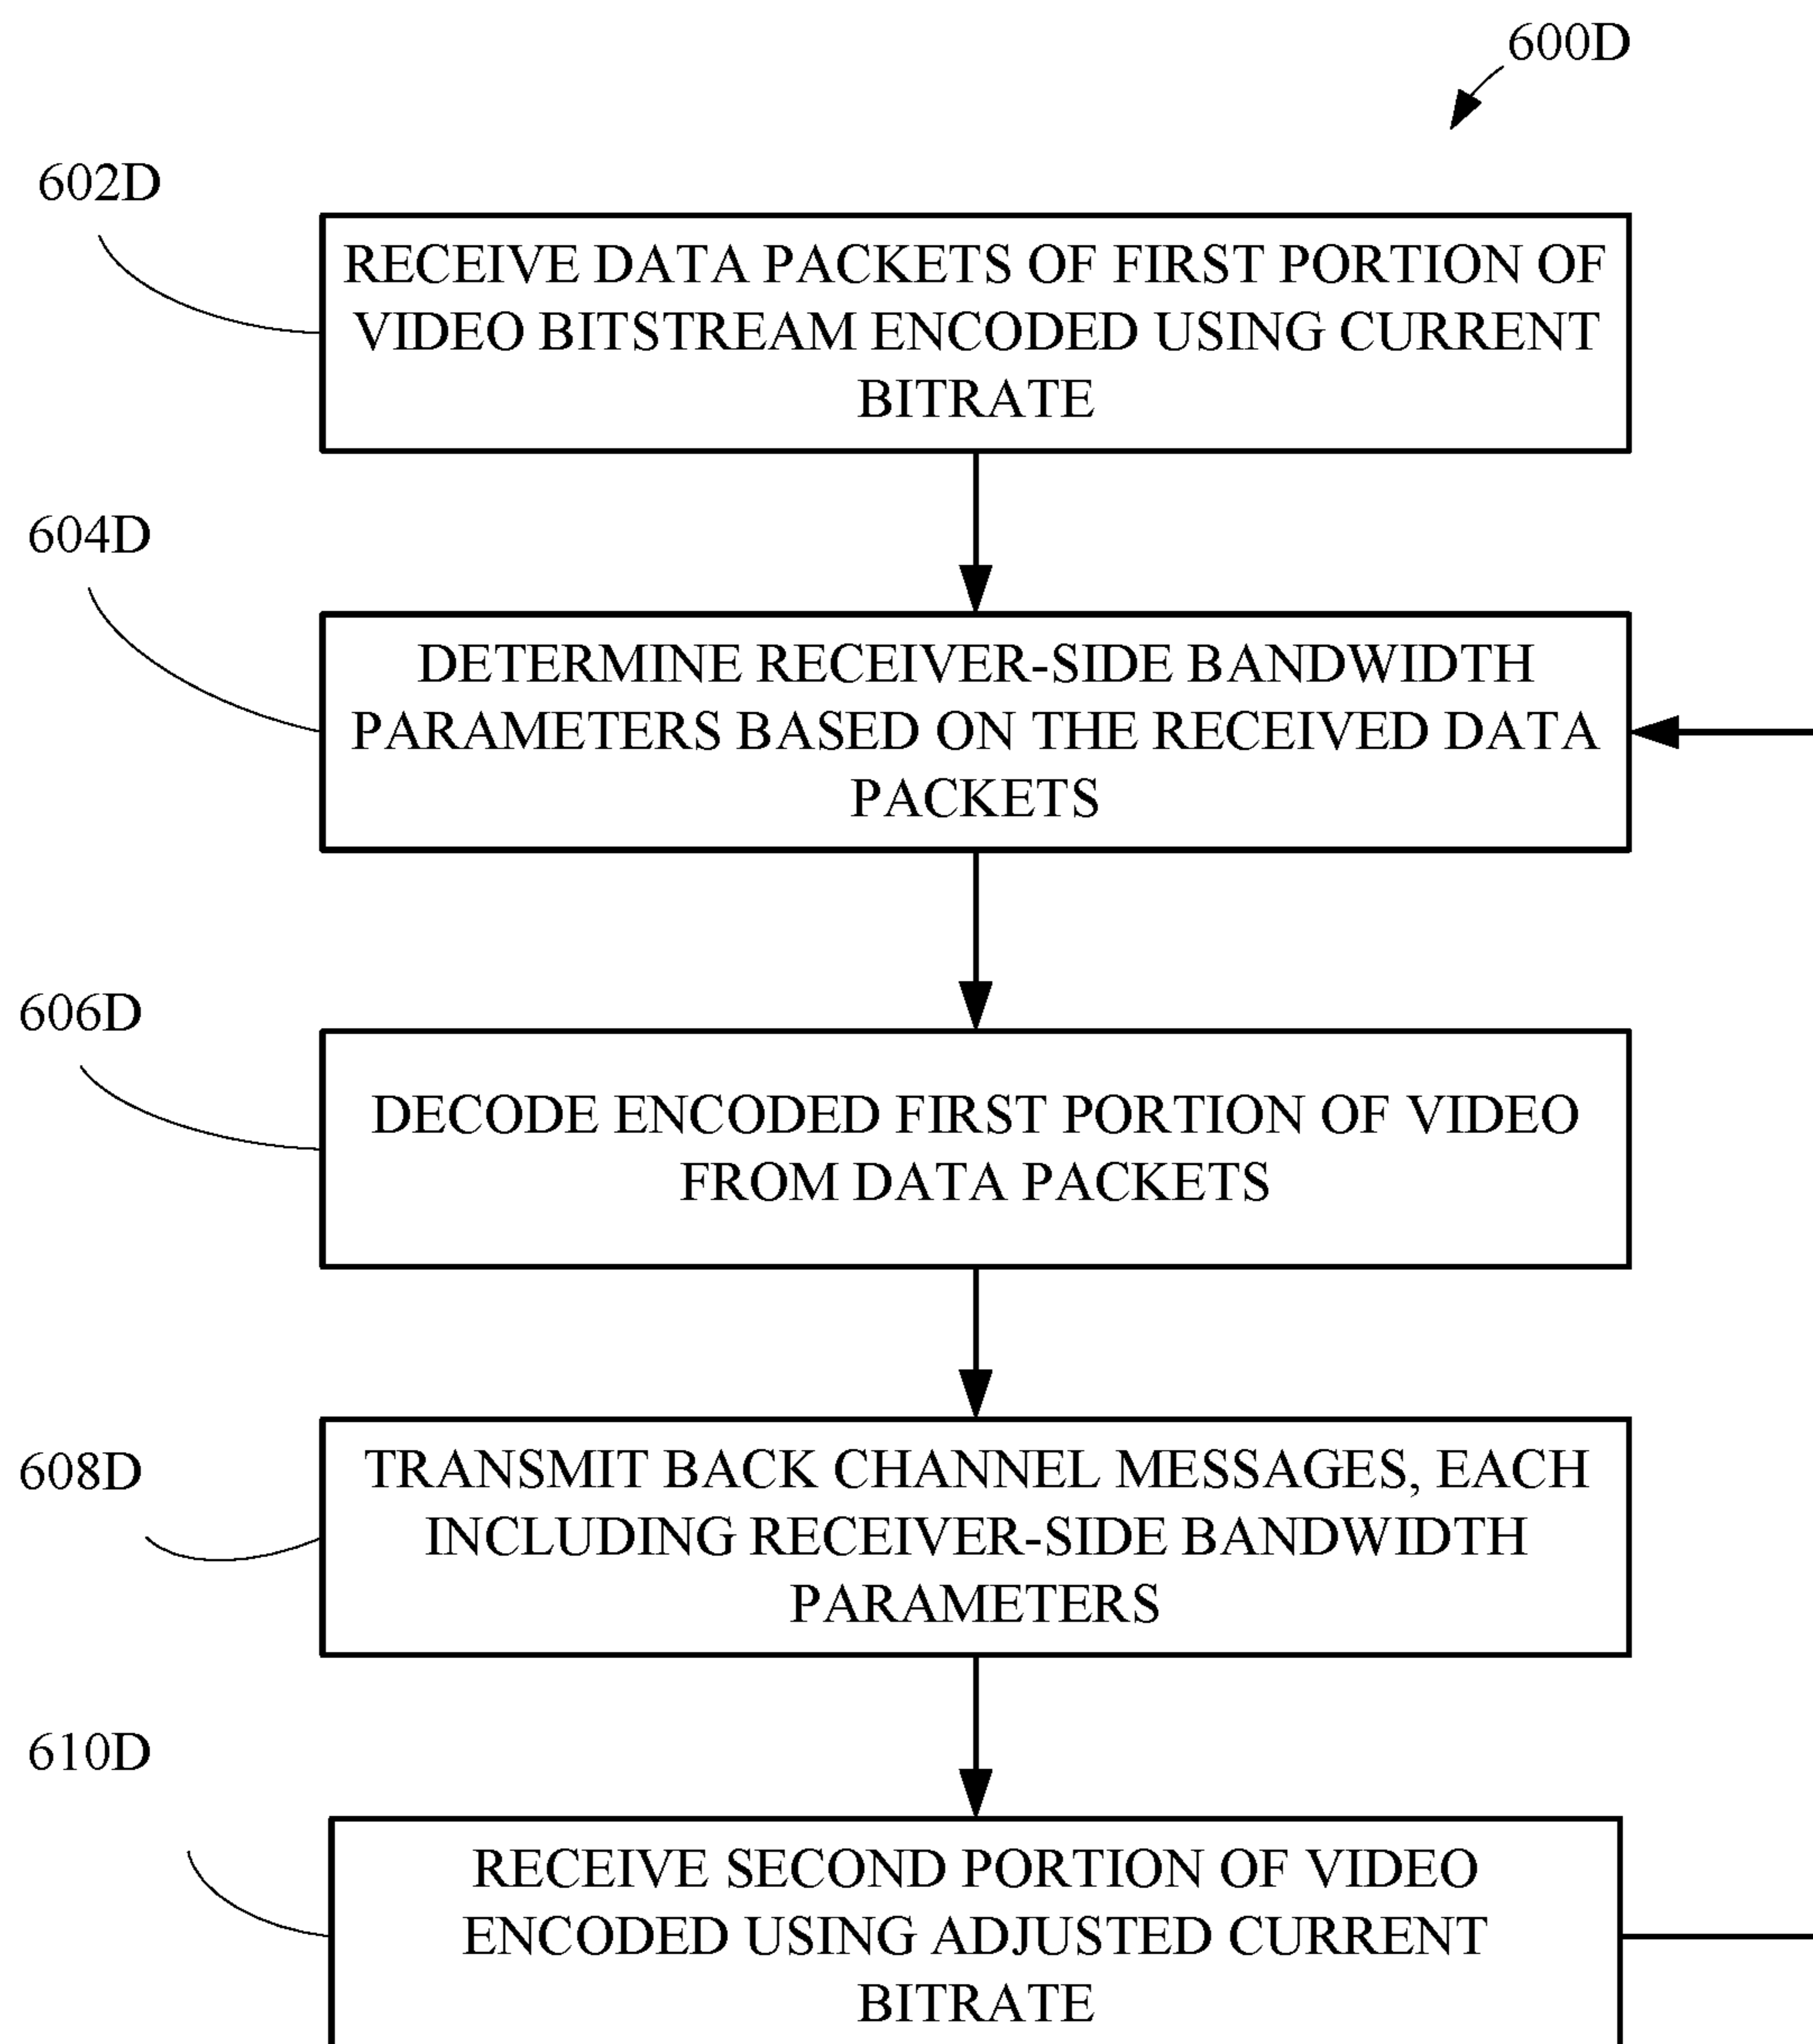 600D
602D
RECEIVE DATA PACKETS OF FIRST PORTION OF
VIDEO BITSTREAM ENCODED USING CURRENT
BITRATE
604D
DETERMINE RECEIVER-SIDE BANDWIDTH
PARAMETERS BASED ON THE RECEIVED DATA
PACKETS
606D
DECODE ENCODED FIRST PORTION OF VIDEO
FROM DATA PACKETS
608D
TRANSMIT BACK CHANNEL MESSAGES, EACH
INCLUDING RECEIVER-SIDE BANDWIDTH
PARAMETERS
610D
RECEIVE SECOND PORTION OF VIDEO
ENCODED USING ADJUSTED CURRENT
BITRATE